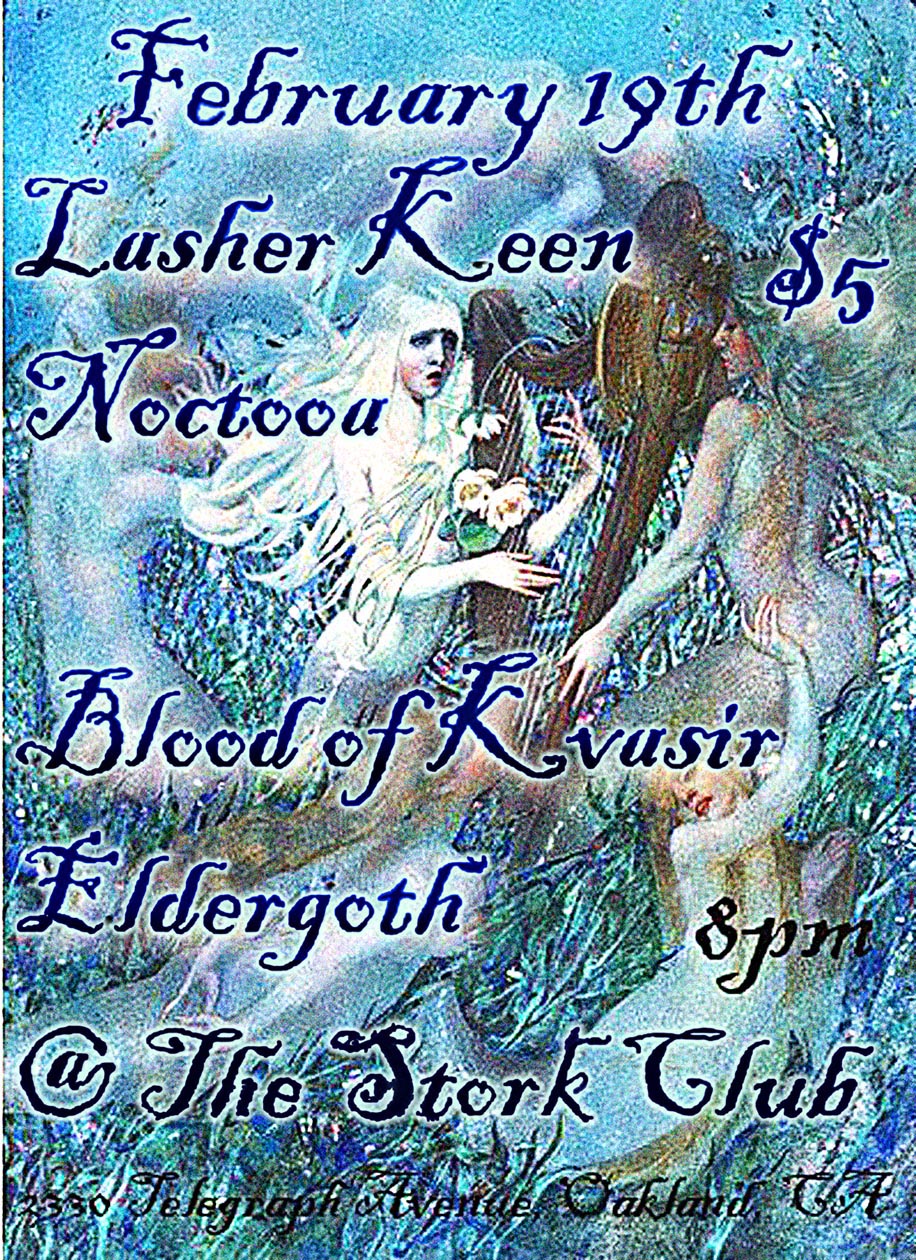 February 19th
Lasher Keen
$5
Noctooa
Blood of Kvasir
Eldergoth
8pm
@ The Stork Club
2330 Telegraph Avenue, Oakland, CA